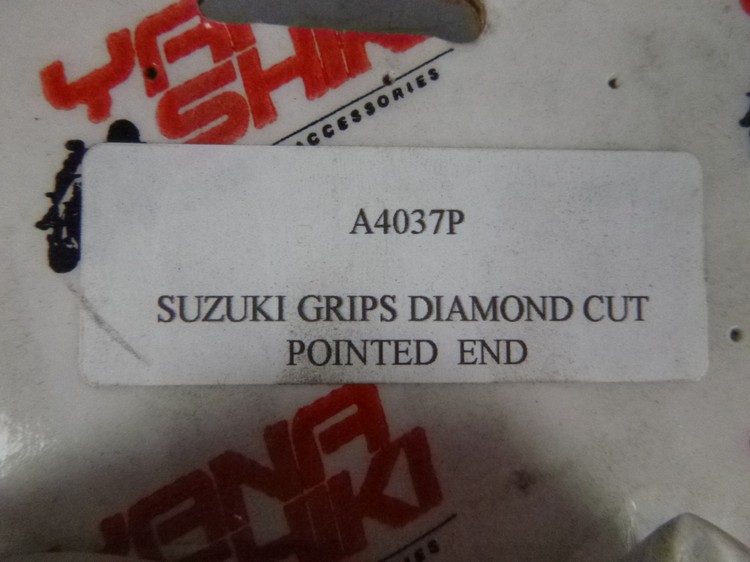 YANA
SHIKI
ACCESSORIES
A4037P
SUZUKI GRIPS DIAMOND CUT
POINTED END
YANA
SHIKI